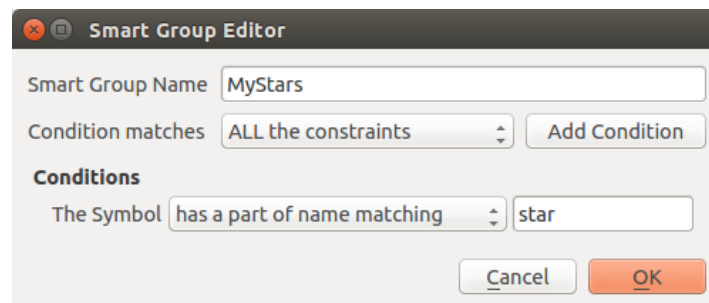 Smart Group Editor
Smart Group Name MyStars
Condition matches ALL the constraints Add Condition
Conditions
The Symbol has a part of name matching star
Cancel OK